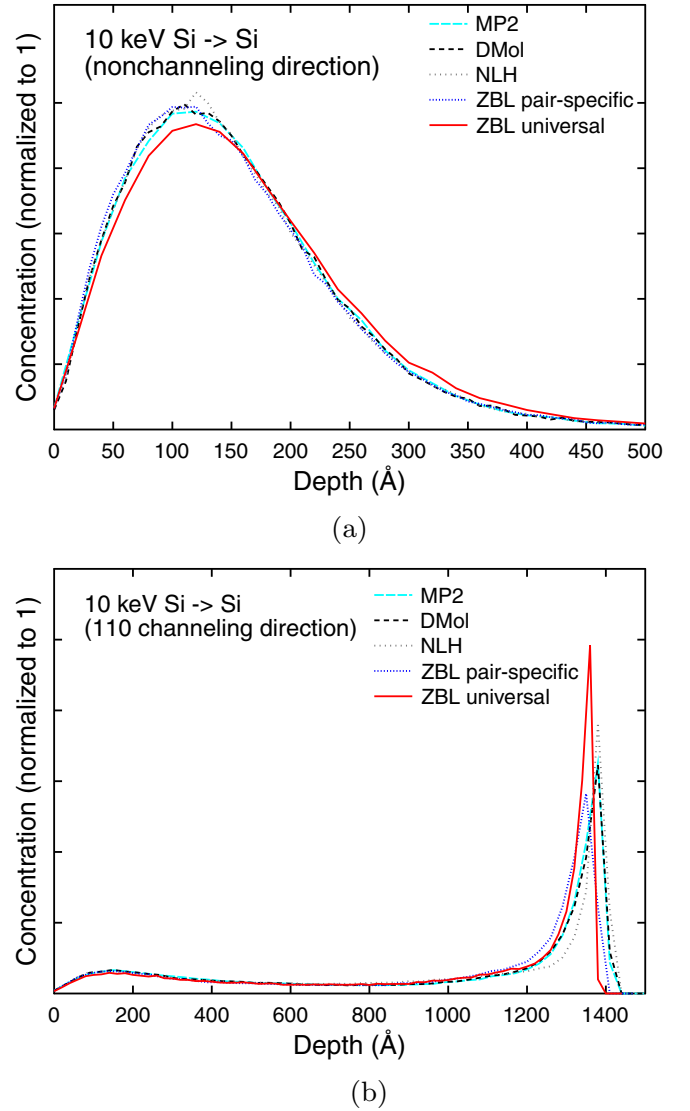 10 keV Si -> Si
(nonchanneling direction)
MP2
DMol
NLH
ZBL pair-specific
ZBL universal
Concentration (normalized to 1)
0 50 100 150 200 250 300 350 400 450 500
Depth (Å)
(a)
10 keV Si -> Si
(110 channeling direction)
MP2
DMol
NLH
ZBL pair-specific
ZBL universal
Concentration (normalized to 1)
0 200 400 600 800 1000 1200 1400
Depth (Å)
(b)